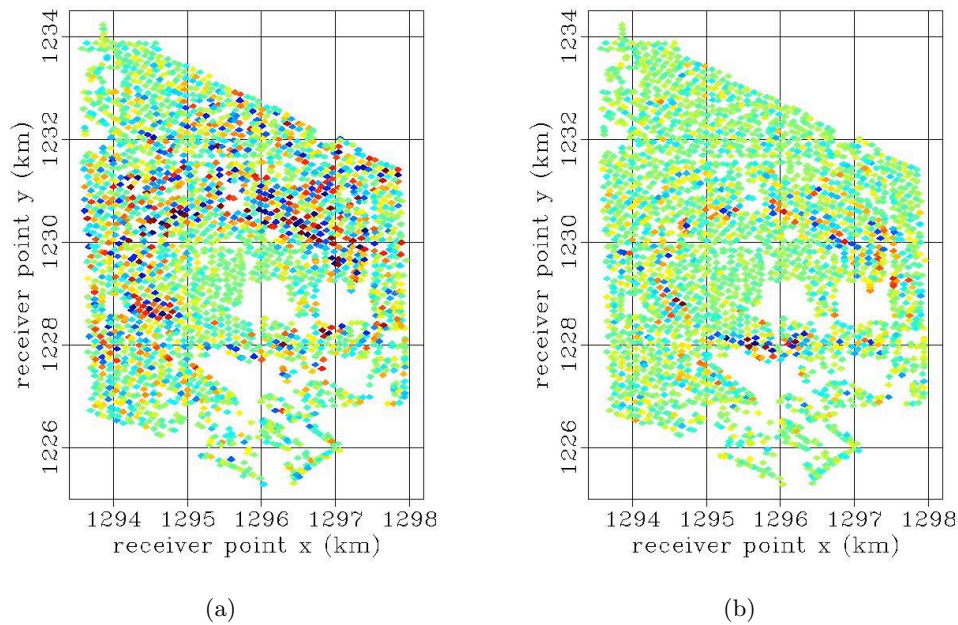 1234
1232
1230
1228
1226
receiver point y (km)
1294 1295 1296 1297 1298
receiver point x (km)
(a)
1234
1232
1230
1228
1226
receiver point y (km)
1294 1295 1296 1297 1298
receiver point x (km)
(b)